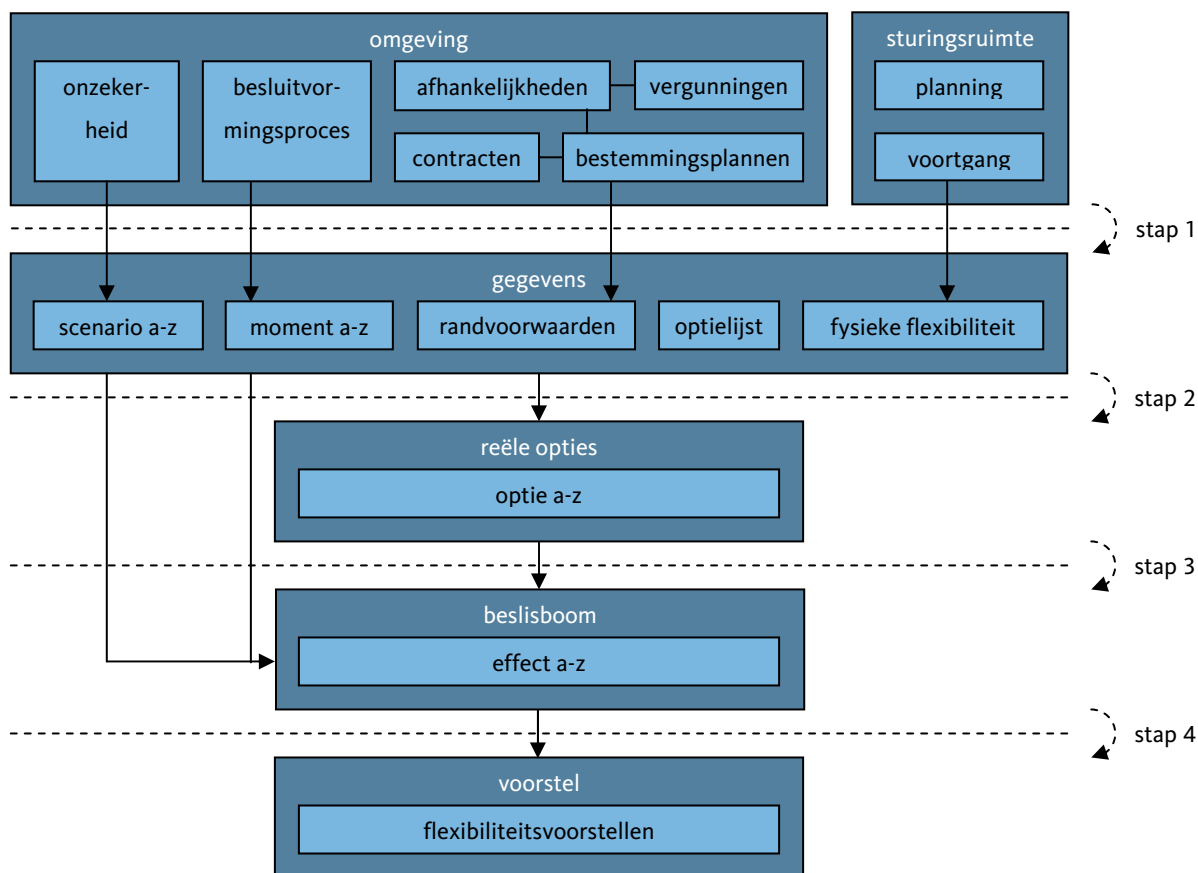 omgeving
onzeker-
heid
besluitvor-
mingsproces
afhankelijkheden
vergunningen
contracten
bestemmingsplannen
sturingsruimte
planning
voortgang
stap 1
gegevens
scenario a-z
moment a-z
randvoorwaarden
optielijst
fysieke flexibiliteit
stap 2
reële opties
optie a-z
stap 3
beslisboom
effect a-z
stap 4
voorstel
flexibiliteitsvoorstellen